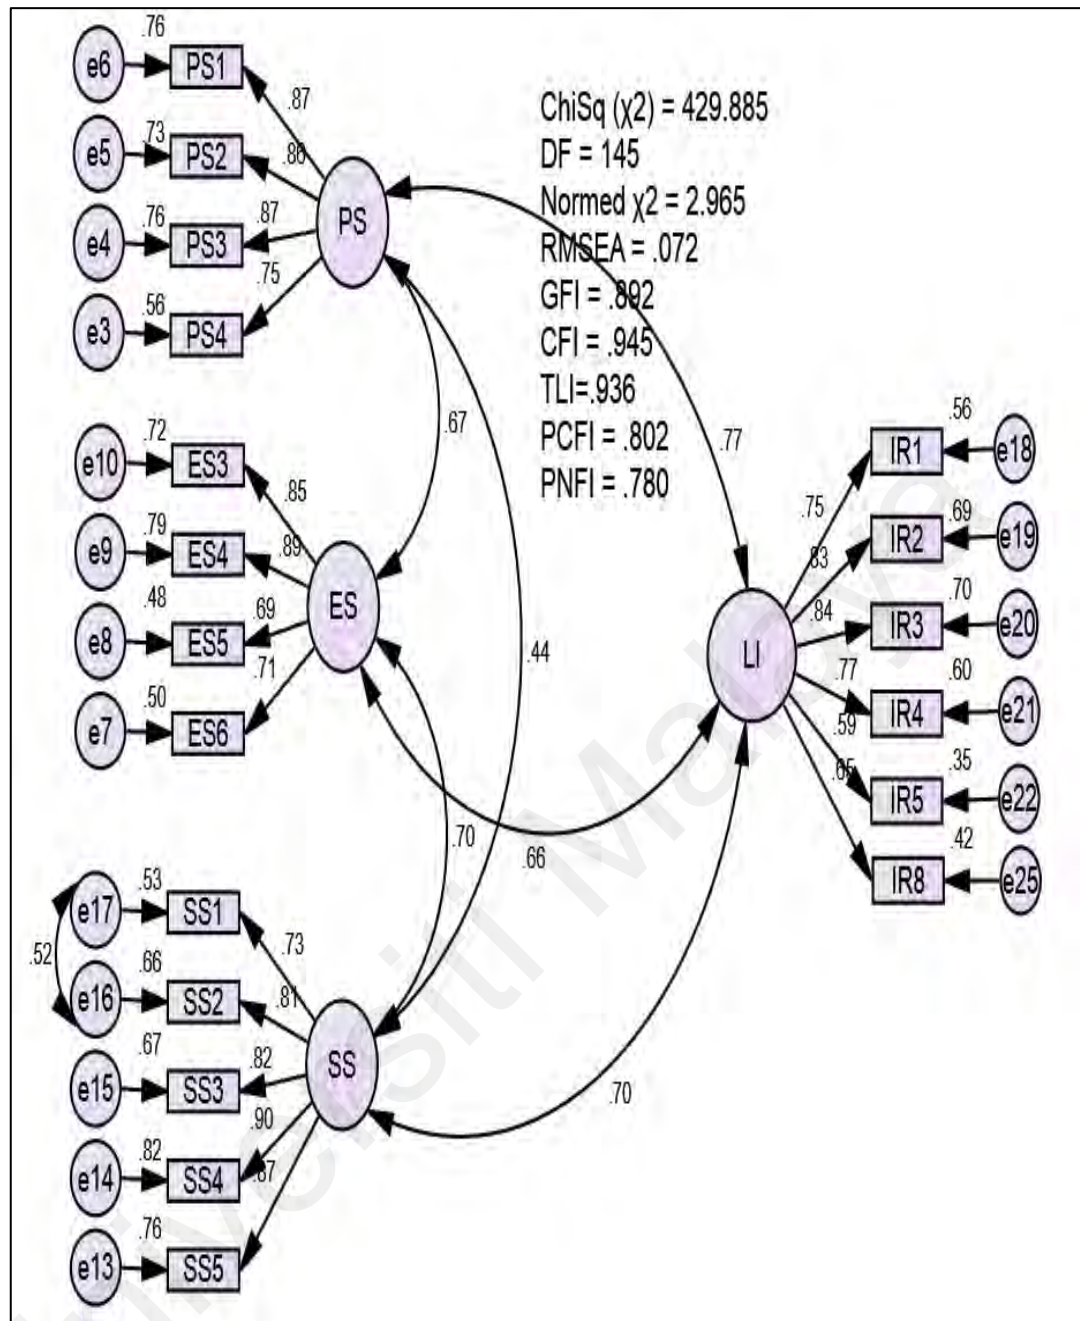 .76
e6
PS1
.87
.73
e5
PS2
.86
.76
e4
PS3
.87
.56
e3
PS4
.75
PS
ChiSq (χ2) = 429.885
DF = 145
Normed χ2 = 2.965
RMSEA = .072
GFI = .892
CFI = .945
TLI=.936
PCFI = .802
PNFI = .780
.67
.77
.44
.72
e10
ES3
.85
.79
e9
ES4
.89
.48
e8
ES5
.69
.50
e7
ES6
.71
ES
LI
.56
IR1
e18
.75
.69
IR2
e19
.83
.70
IR3
e20
.84
.60
IR4
e21
.77
.35
IR5
e22
.59
.42
IR8
e25
.65
.70
.66
.53
e17
SS1
.73
.52
.66
e16
SS2
.81
.67
e15
SS3
.82
.82
e14
SS4
.90
.76
e13
SS5
.87
SS
.70